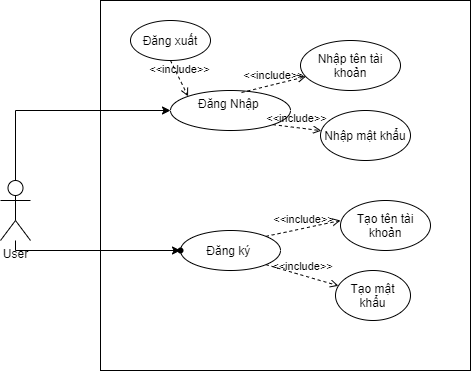 Đăng xuất
<<include>>
Nhập tên tài
khoản
<<include>>
Đăng Nhập
<<include>>
Nhập mật khẩu
User
Tạo tên tài
khoản
<<include>>
Đăng ký
<<include>>
Tạo mật
khẩu